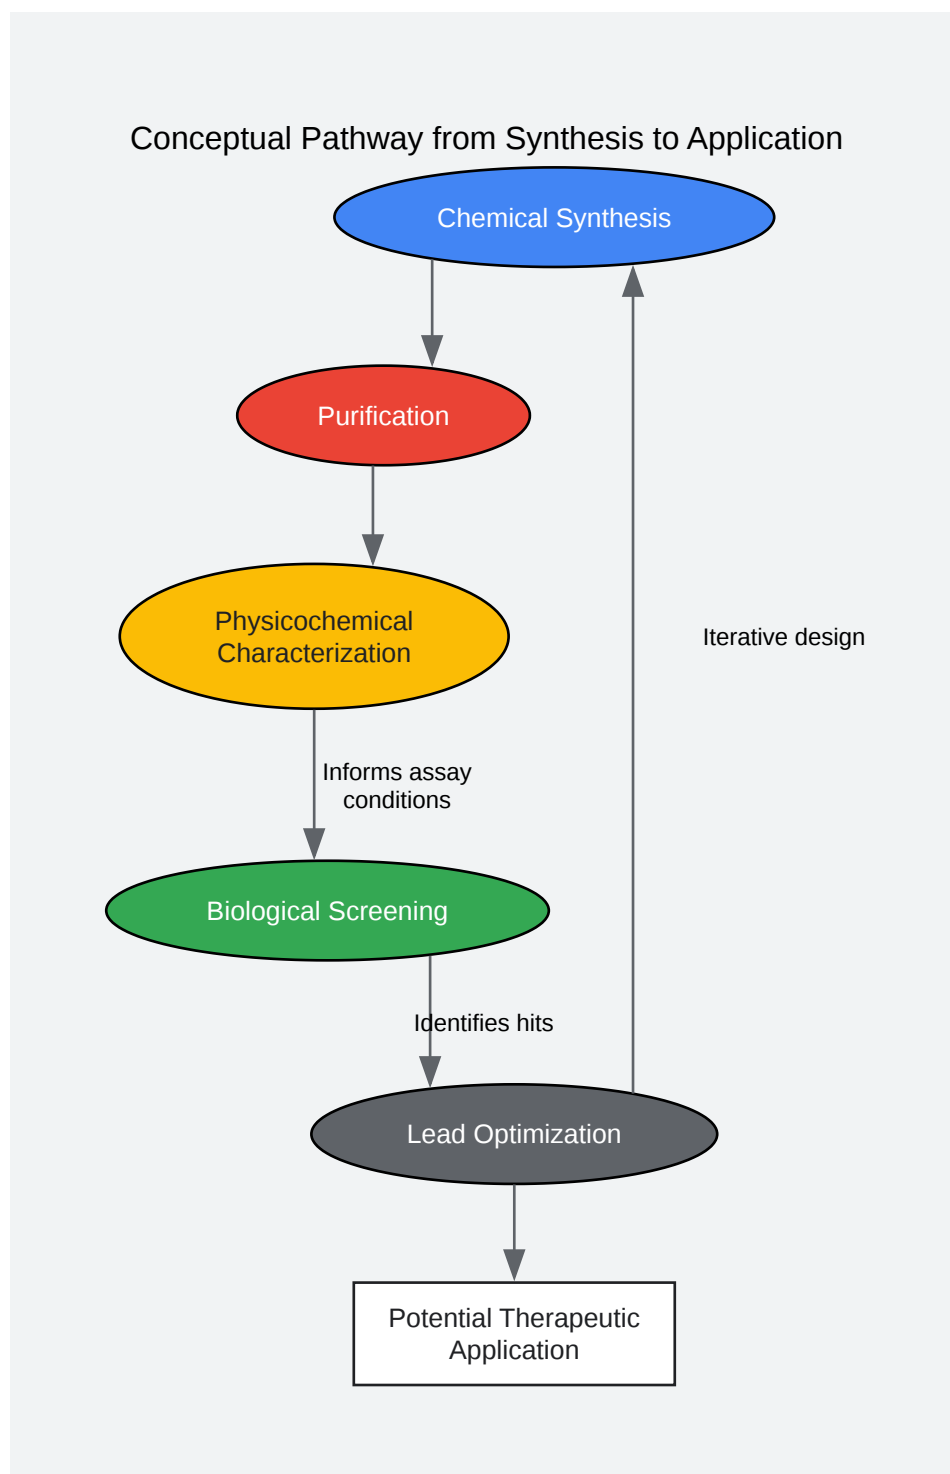 Conceptual Pathway from Synthesis to Application
Chemical Synthesis
Purification
Physicochemical
Characterization
Iterative design
Informs assay
conditions
Biological Screening
Identifies hits
Lead Optimization
Potential Therapeutic
Application